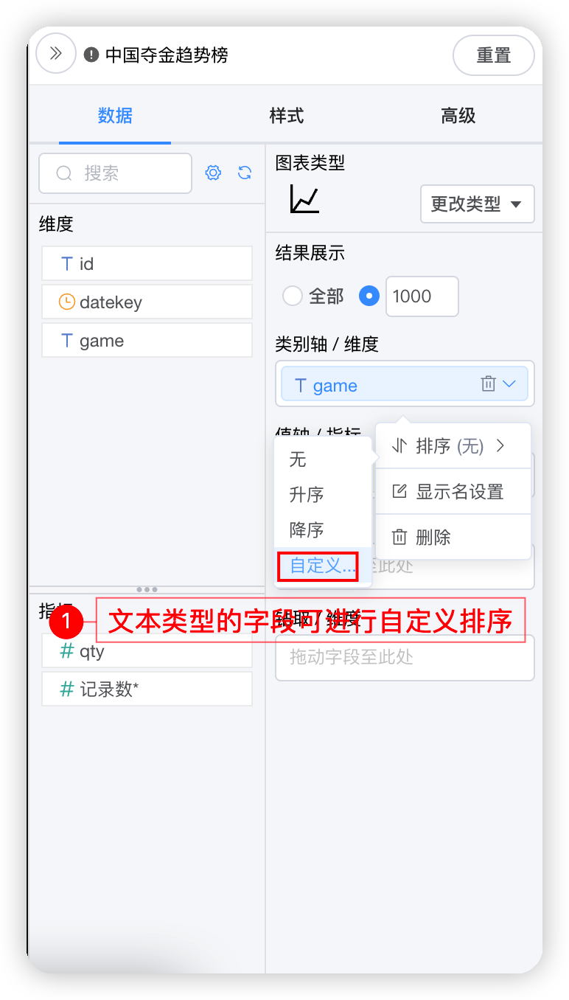 中国夺金趋势榜
重置
数据
样式
高级
搜索
维度
id
datekey
game
图表类型
更改类型
结果展示
全部
1000
类别轴 / 维度
game
值轴 / 指标
排序 (无)
显示名设置
删除
无
升序
降序
自定义...
至此处
指标
1
文本类型的字段可进行自定义排序
钻取 / 维度
拖动字段至此处
qty
记录数*